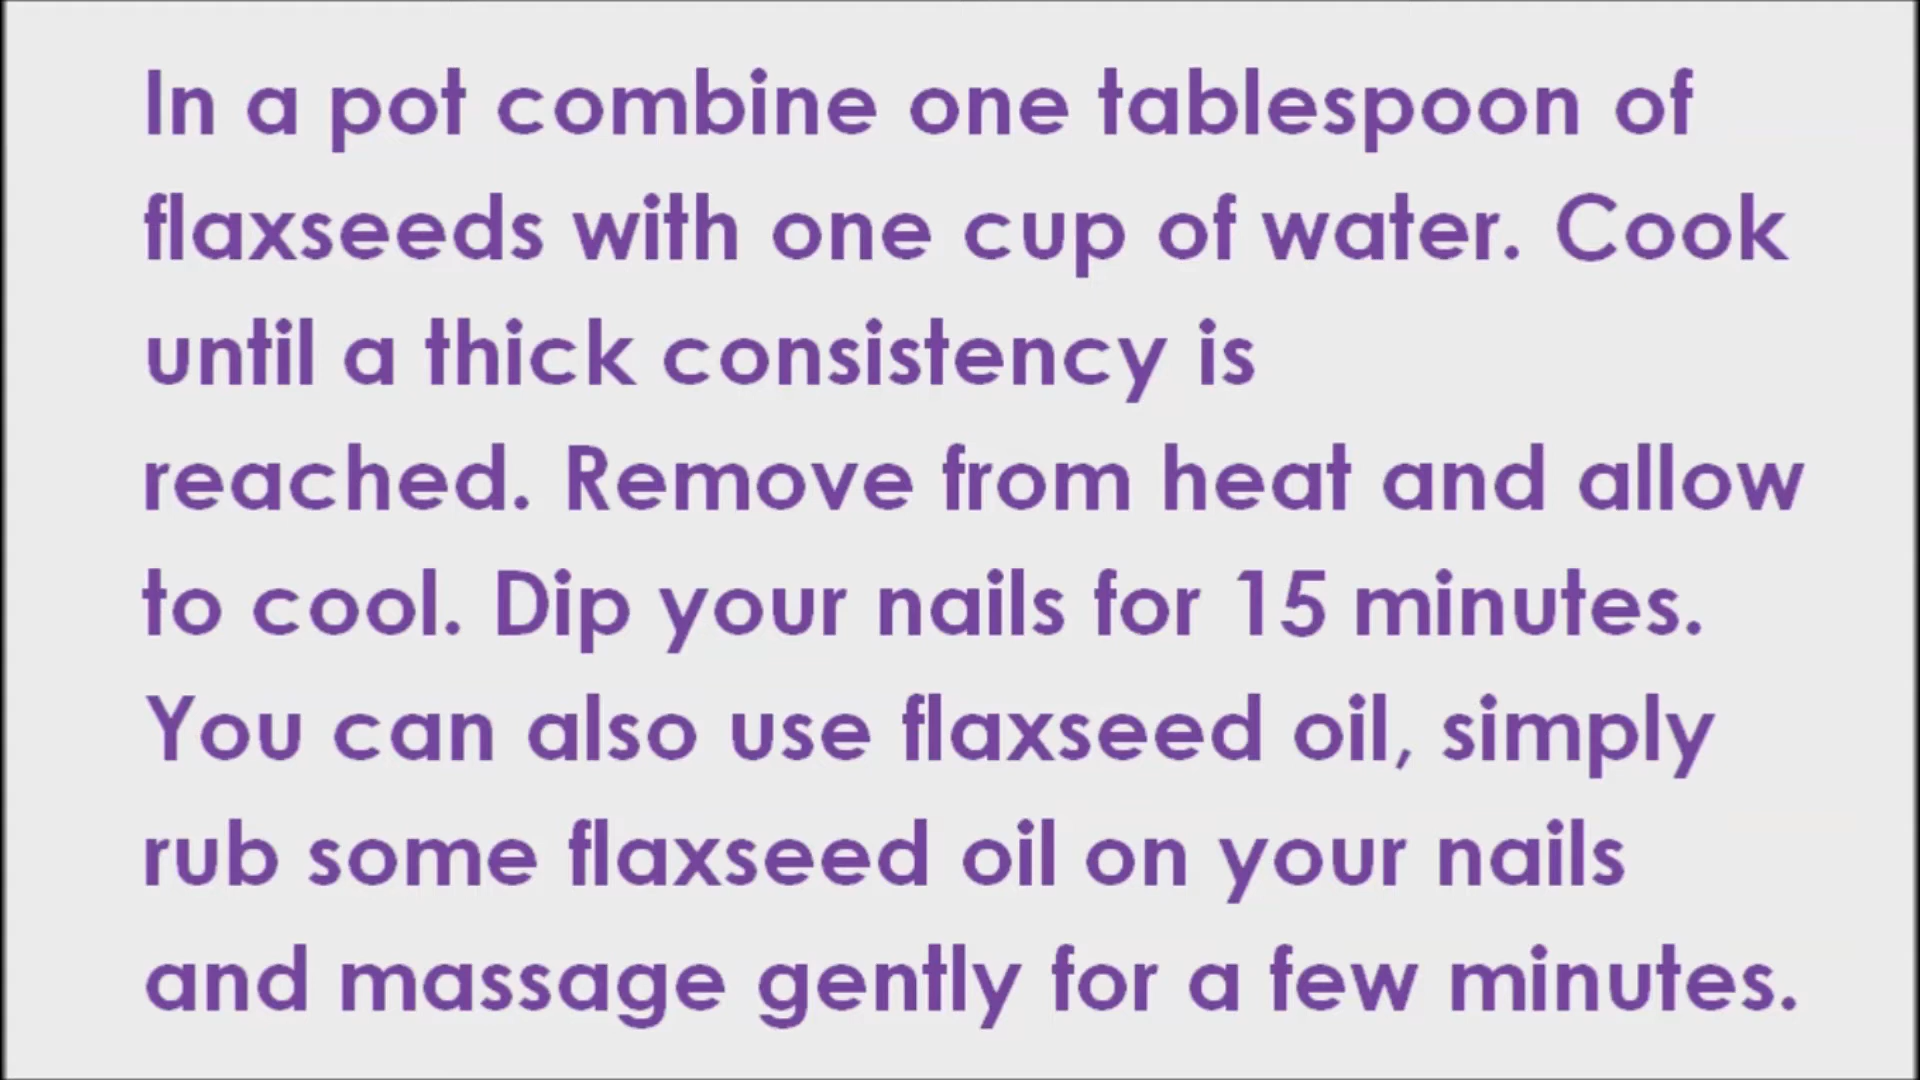 In a pot combine one tablespoon of
flaxseeds with one cup of water. Cook
until a thick consistency is
reached. Remove from heat and allow
to cool. Dip your nails for 15 minutes.
You can also use flaxseed oil, simply
rub some flaxseed oil on your nails
and massage gently for a few minutes.